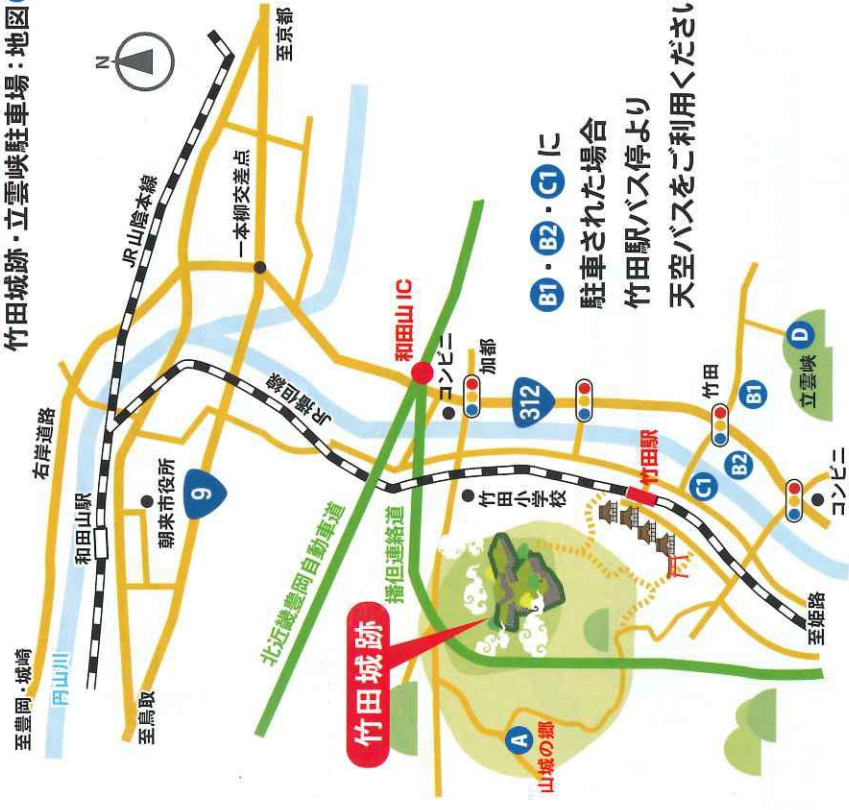 竹田城跡・立雲峡駐車場：地図
N
至豊岡・城崎
円山川
右岸道路
JR山陰本線
至京都
和田山駅
朝来市役所
9
至鳥取
一本柳交差点
JR播但線
北近畿豊岡自動車道
播但連絡道
和田山IC
コンビニ
加都
312
竹田城跡
竹田小学校
竹田駅
竹田
A
山城の郷
C1
B2
B1
立雲峡
D
コンビニ
至姫路
B1・B2・C1に
駐車された場合
竹田駅バス停より
天空バスをご利用ください